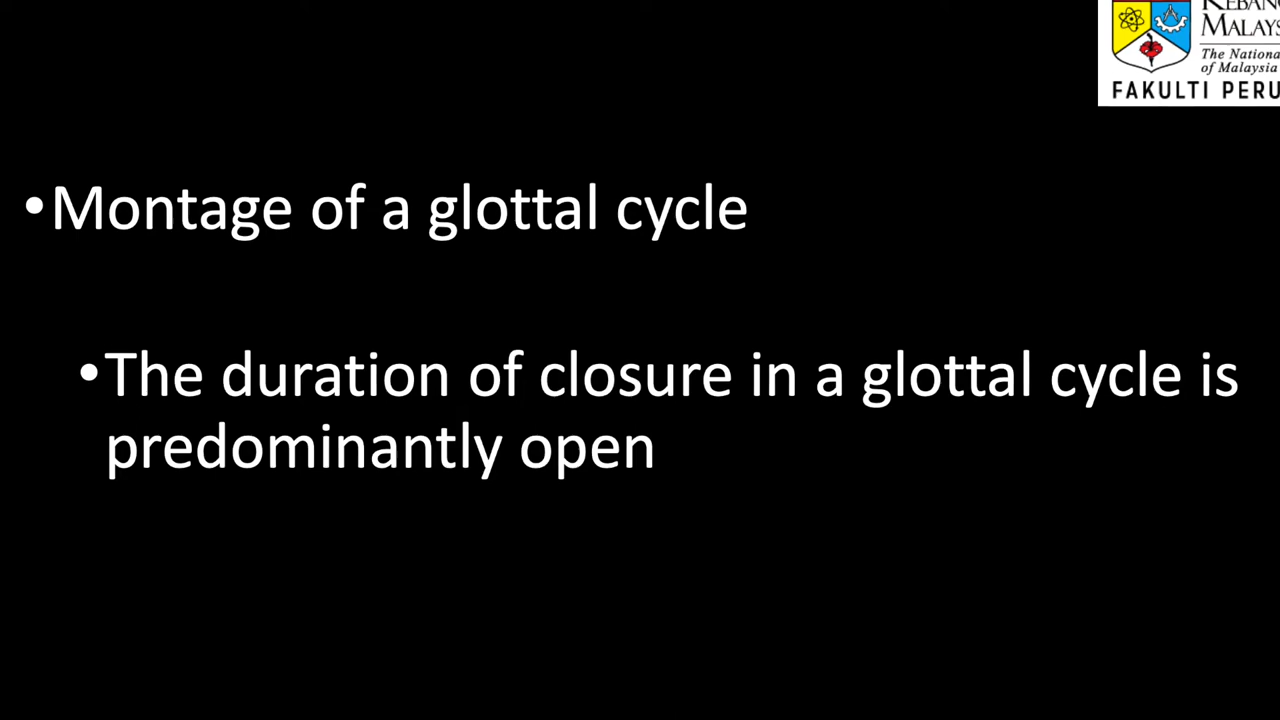 MALAYS
The Nationa
of Malaysia
FAKULTI PERU
•Montage of a glottal cycle
•The duration of closure in a glottal cycle is
predominantly open